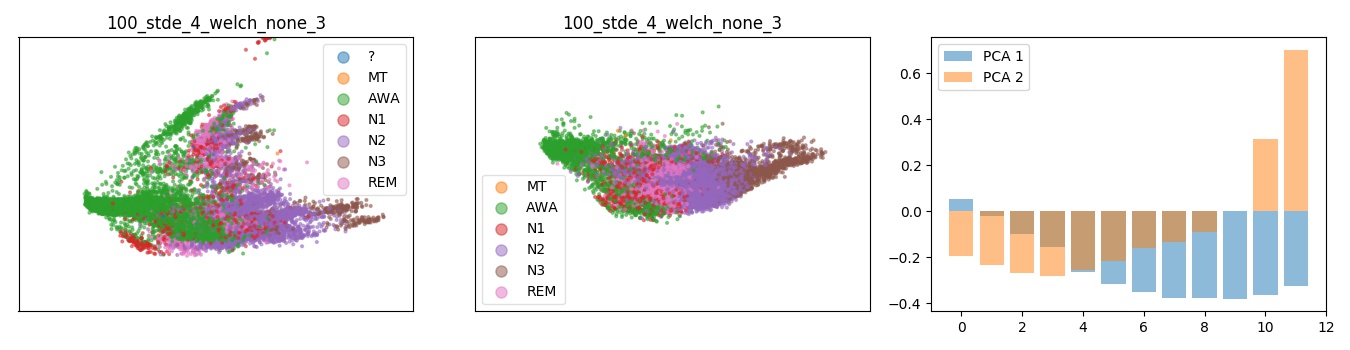 100_stde_4_welch_none_3
?
MT
AWA
N1
N2
N3
REM
100_stde_4_welch_none_3
MT
AWA
N1
N2
N3
REM
PCA 1
PCA 2
0.6
0.4
0.2
0.0
−0.2
−0.4
0 2 4 6 8 10 12